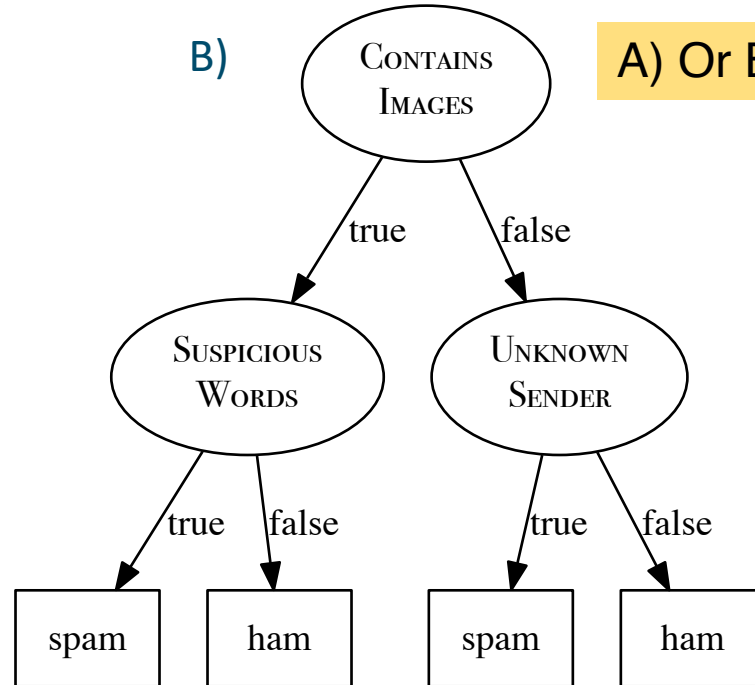 B)
A) Or B
CONTAINS
IMAGES
true
false
SUSPICIOUS
WORDS
UNKNOWN
SENDER
true
false
true
false
spam
ham
spam
ham